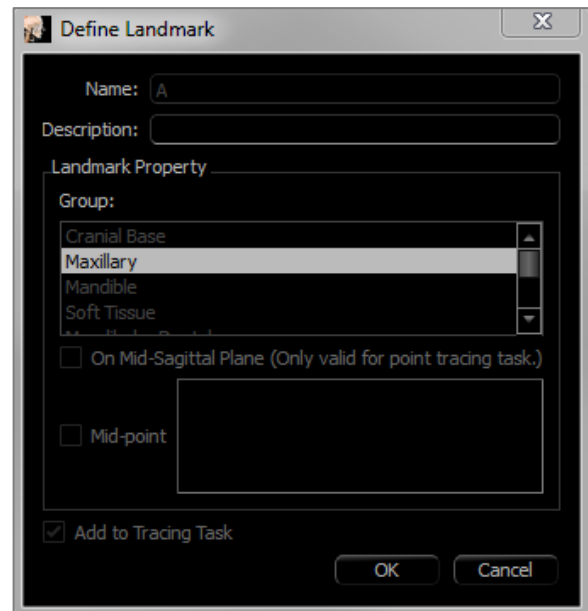 Define Landmark
Name: A
Description:
Landmark Property
Group:
Cranial Base
Maxillary
Mandible
Soft Tissue
On Mid-Sagittal Plane (Only valid for point tracing task.)
Mid-point
Add to Tracing Task
OK Cancel